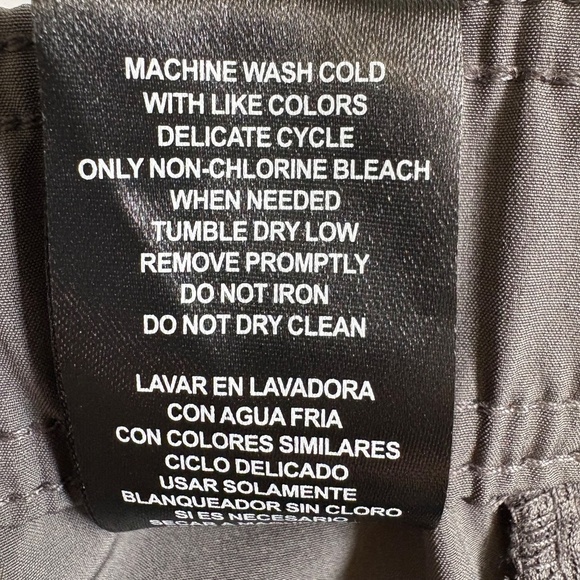 MACHINE WASH COLD
WITH LIKE COLORS
DELICATE CYCLE
ONLY NON-CHLORINE BLEACH
WHEN NEEDED
TUMBLE DRY LOW
REMOVE PROMPTLY
DO NOT IRON
DO NOT DRY CLEAN
LAVAR EN LAVADORA
CON AGUA FRIA
CON COLORES SIMILARES
CICLO DELICADO
USAR SOLAMENTE
BLANQUEADOR SIN CLORO
SI ES NECESARIO
SECAR A